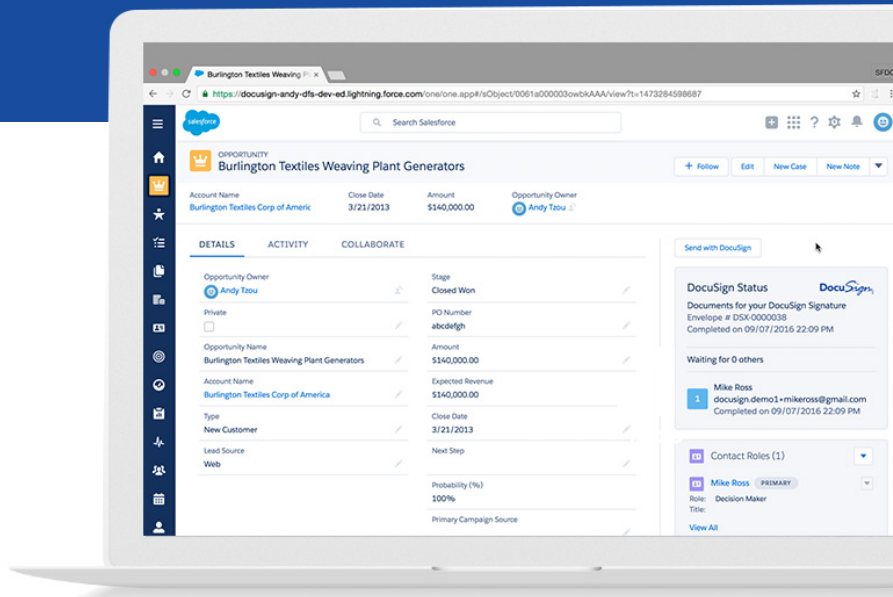 Burlington Textiles Weaving Pl
SFDC
https://docusign-andy-dfs-dev-ed.lightning.force.com/one/one.app#/sObject/0061a000003owbkAAA/view?t=1473284598687
salesforce
Search Salesforce
OPPORTUNITY
Burlington Textiles Weaving Plant Generators
+ Follow
Edit
New Case
New Note
Account Name
Close Date
Amount
Opportunity Owner
Burlington Textiles Corp of Americ
3/21/2013
$140,000.00
Andy Tzou
DETAILS
ACTIVITY
COLLABORATE
Opportunity Owner
Andy Tzou
Private
Opportunity Name
Burlington Textiles Weaving Plant Generators
Account Name
Burlington Textiles Corp of America
Type
New Customer
Lead Source
Web
Stage
Closed Won
PO Number
abcdefgh
Amount
$140,000.00
Expected Revenue
$140,000.00
Close Date
3/21/2013
Next Step
Probability (%)
100%
Primary Campaign Source
Send with DocuSign
DocuSign Status
DocuSign
Documents for your DocuSign Signature
Envelope # DSX-0000038
Completed on 09/07/2016 22:09 PM
Waiting for 0 others
1
Mike Ross
docusign.demo1+mikeross@gmail.com
Completed on 09/07/2016 22:09 PM
Contact Roles (1)
Mike Ross
PRIMARY
Role: Decision Maker
Title:
View All